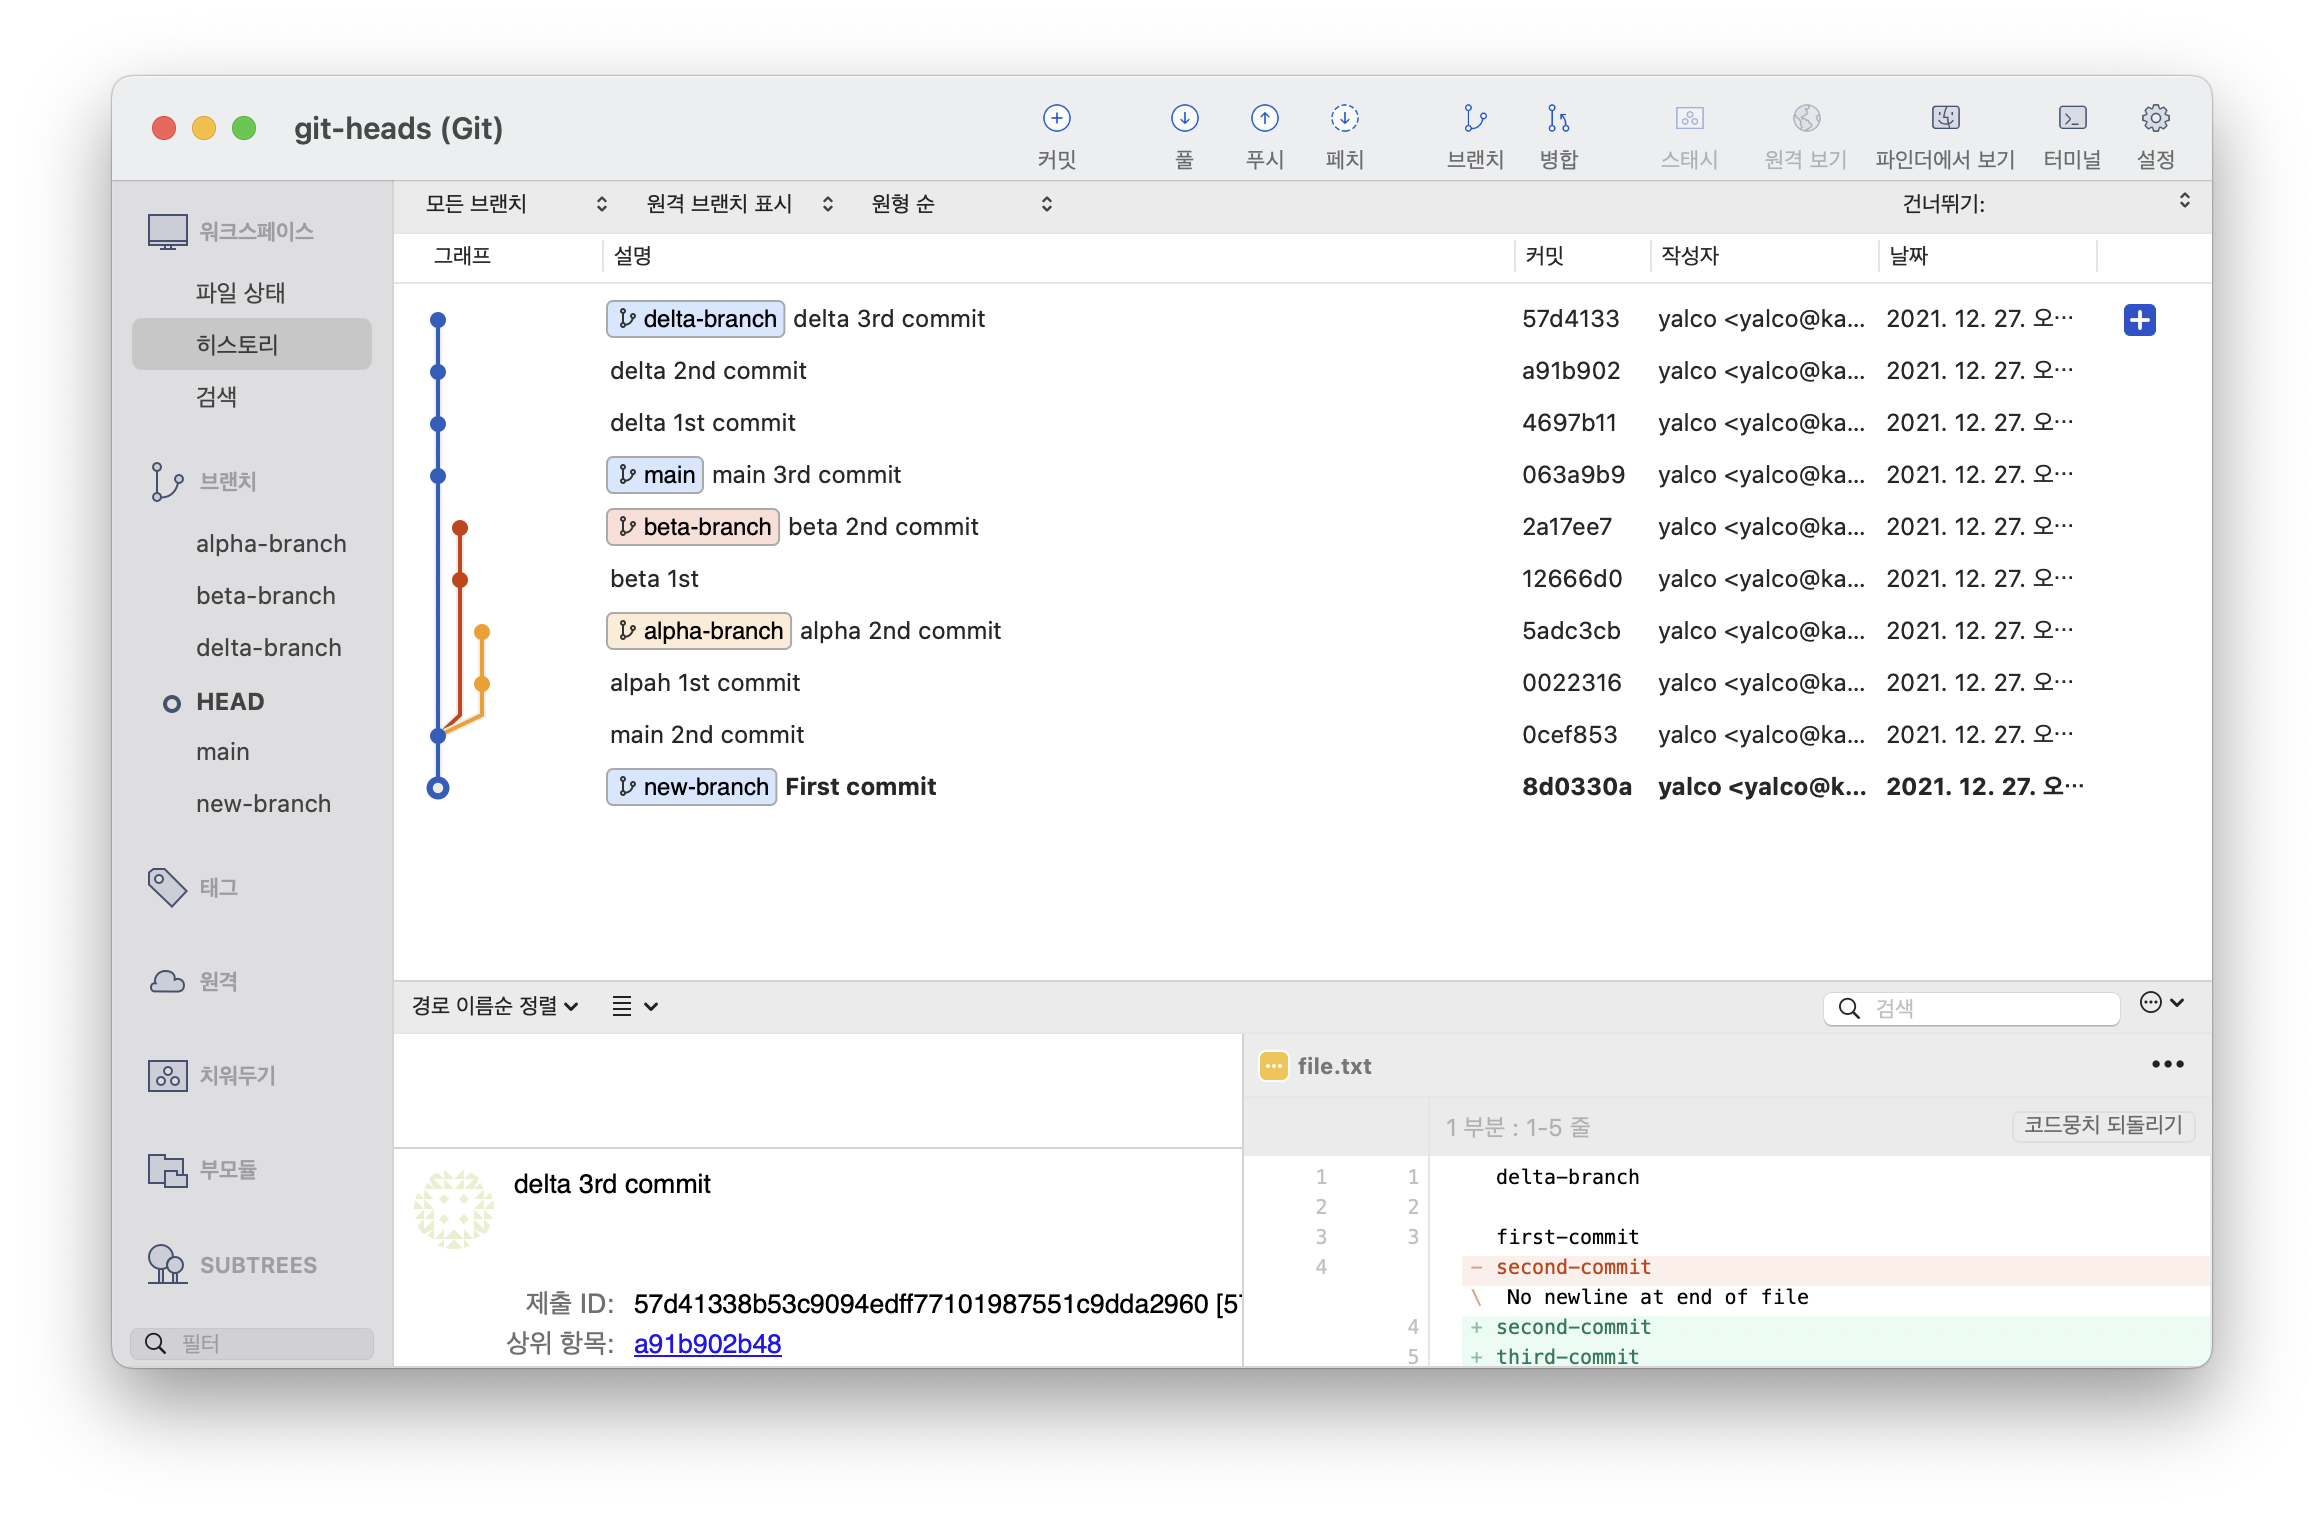 git-heads (Git)
커밋
풀
푸시
페치
브랜치
병합
스태시
원격 보기
파인더에서 보기
터미널
설정
워크스페이스
파일 상태
히스토리
검색
브랜치
alpha-branch
beta-branch
delta-branch
HEAD
main
new-branch
태그
원격
치워두기
부모듈
SUBTREES
필터
모든 브랜치 원격 브랜치 표시 원형 순 건너뛰기:
그래프 설명 커밋 작성자 날짜
delta-branch delta 3rd commit 57d4133 yalco <yalco@ka... 2021. 12. 27. 오...
delta 2nd commit a91b902 yalco <yalco@ka... 2021. 12. 27. 오...
delta 1st commit 4697b11 yalco <yalco@ka... 2021. 12. 27. 오...
main main 3rd commit 063a9b9 yalco <yalco@ka... 2021. 12. 27. 오...
beta-branch beta 2nd commit 2a17ee7 yalco <yalco@ka... 2021. 12. 27. 오...
beta 1st 12666d0 yalco <yalco@ka... 2021. 12. 27. 오...
alpha-branch alpha 2nd commit 5adc3cb yalco <yalco@ka... 2021. 12. 27. 오...
alpah 1st commit 0022316 yalco <yalco@ka... 2021. 12. 27. 오...
main 2nd commit 0cef853 yalco <yalco@ka... 2021. 12. 27. 오...
new-branch First commit 8d0330a yalco <yalco@k... 2021. 12. 27. 오...
경로 이름순 정렬
검색
delta 3rd commit
제출 ID: 57d41338b53c9094edff77101987551c9dda2960 [5
상위 항목: a91b902b48
file.txt
1 부분 : 1-5 줄 코드뭉치 되돌리기
1 1 delta-branch
2 2
3 3 first-commit
4 - second-commit
\ No newline at end of file
4 + second-commit
5 + third-commit